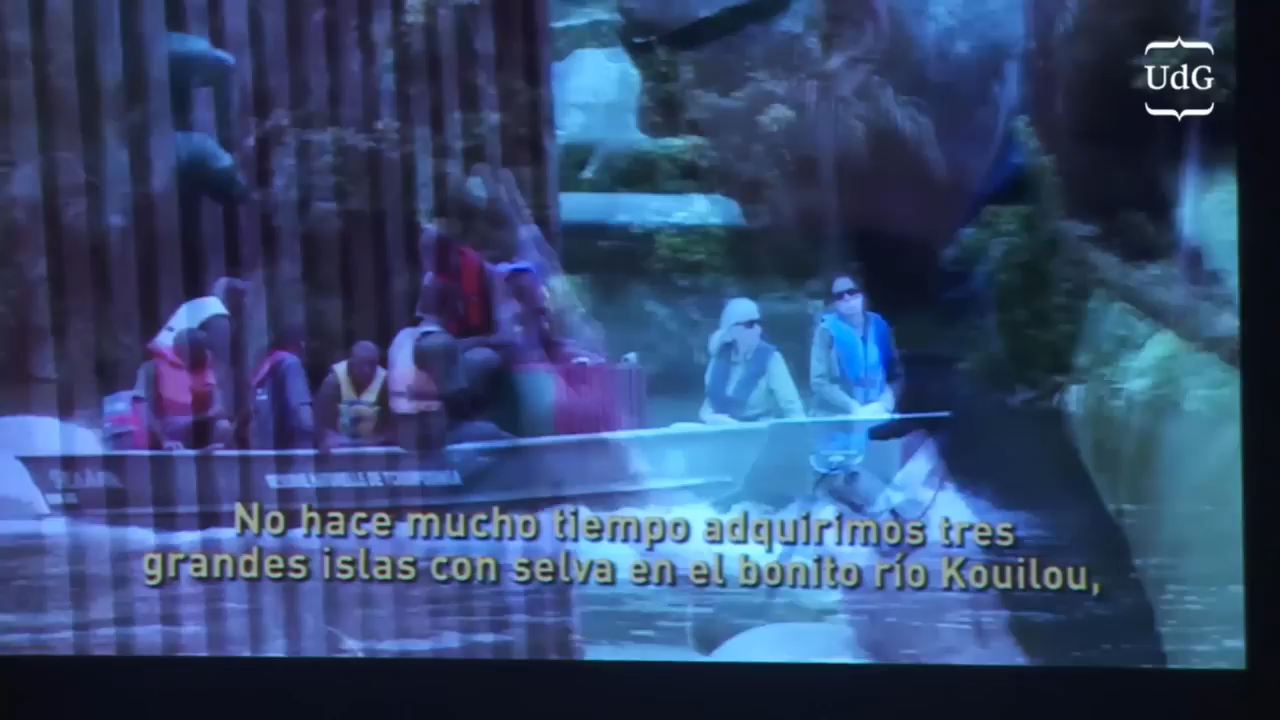 UdG
No hace mucho tiempo adquirimos tres
grandes islas con selva en el bonito río Kouilou,